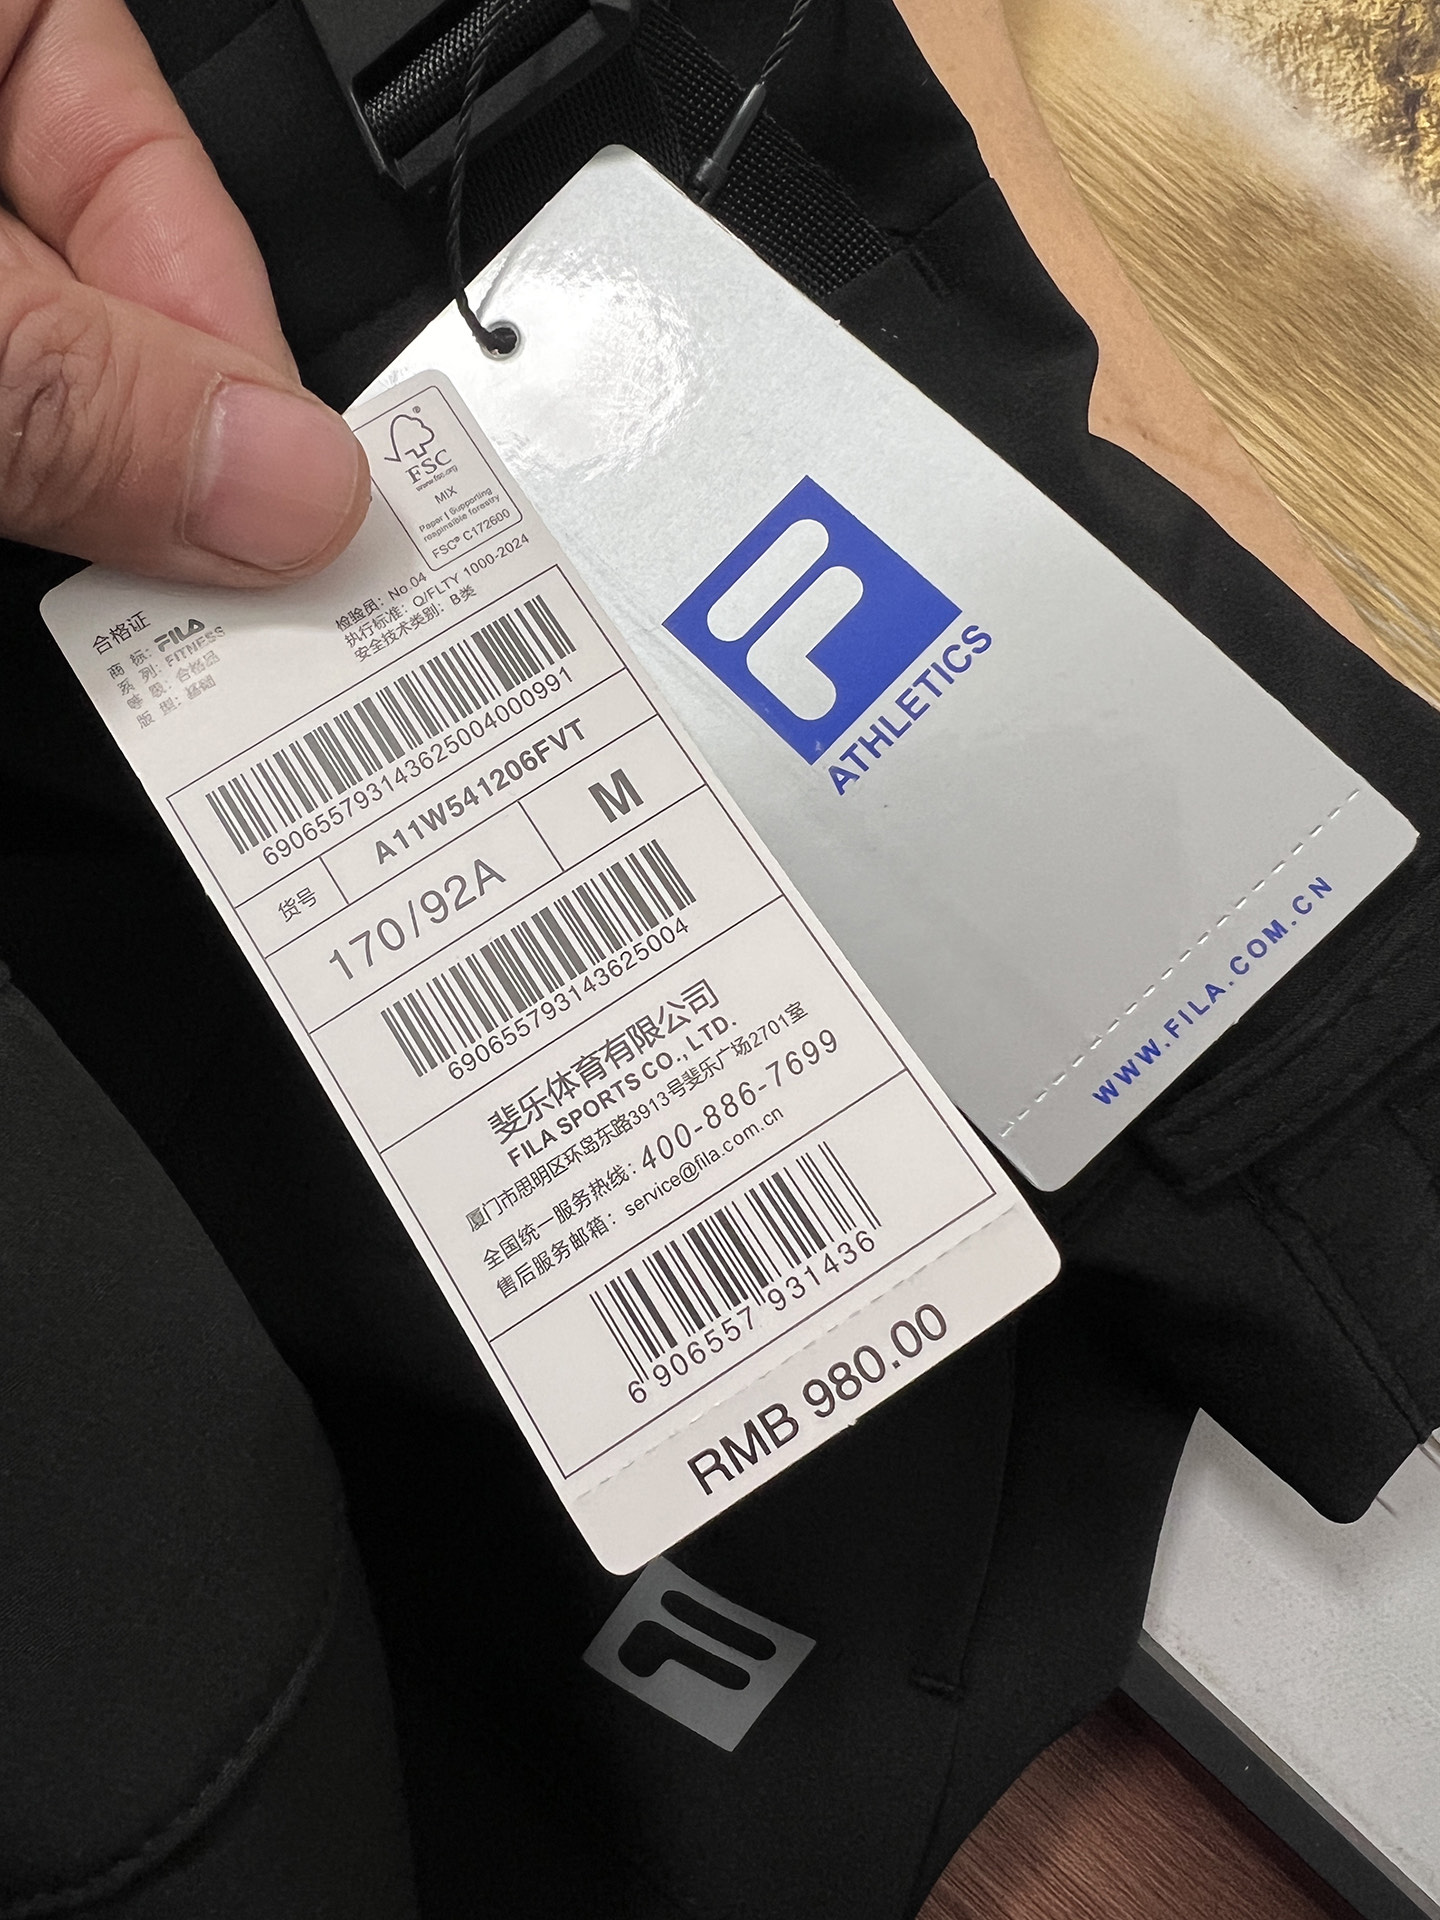 FSC®
www.fsc.org
MIX
Paper | Supporting
responsible forestry
FSC® C172600
合格证
商 标: FILA
系 列: FITNESS
等 级: 合格品
版 型:
检验员: No.04
执行标准: Q/FLTY 1000-2024
安全技术类别: B类
690655793143625004000991
货号 A11W541206FVT
170/92A M
690655793143625004
斐乐体育有限公司
FILA SPORTS CO., LTD.
厦门市思明区环岛东路3913号斐乐广场2701室
全国统一服务热线: 400-886-7699
售后服务邮箱: service@fila.com.cn
6 906557 931436
RMB 980.00
F
ATHLETICS
WWW.FILA.COM.CN
F